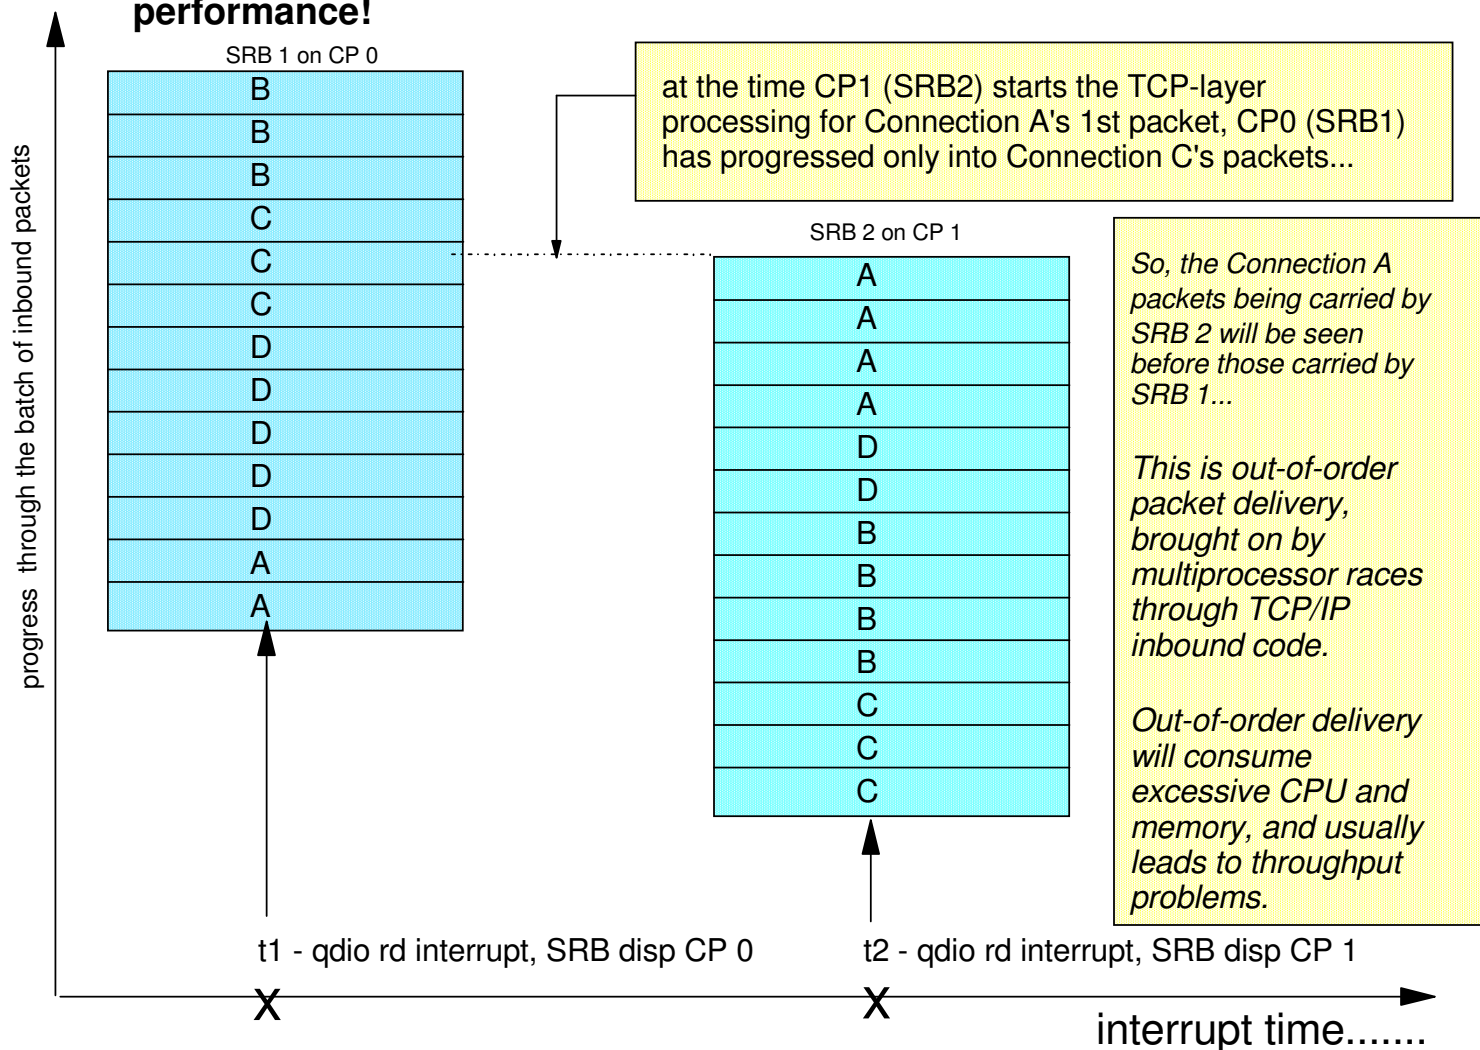 performance!
SRB 1 on CP 0
B
B
B
C
C
C
D
D
D
D
D
A
A
at the time CP1 (SRB2) starts the TCP-layer
processing for Connection A's 1st packet, CP0 (SRB1)
has progressed only into Connection C's packets...
SRB 2 on CP 1
A
A
A
A
D
D
B
B
B
B
C
C
C
So, the Connection A
packets being carried by
SRB 2 will be seen
before those carried by
SRB 1...
This is out-of-order
packet delivery,
brought on by
multiprocessor races
through TCP/IP
inbound code.
Out-of-order delivery
will consume
excessive CPU and
memory, and usually
leads to throughput
problems.
progress through the batch of inbound packets
t1 - qdio rd interrupt, SRB disp CP 0
t2 - qdio rd interrupt, SRB disp CP 1
X
X
interrupt time.......